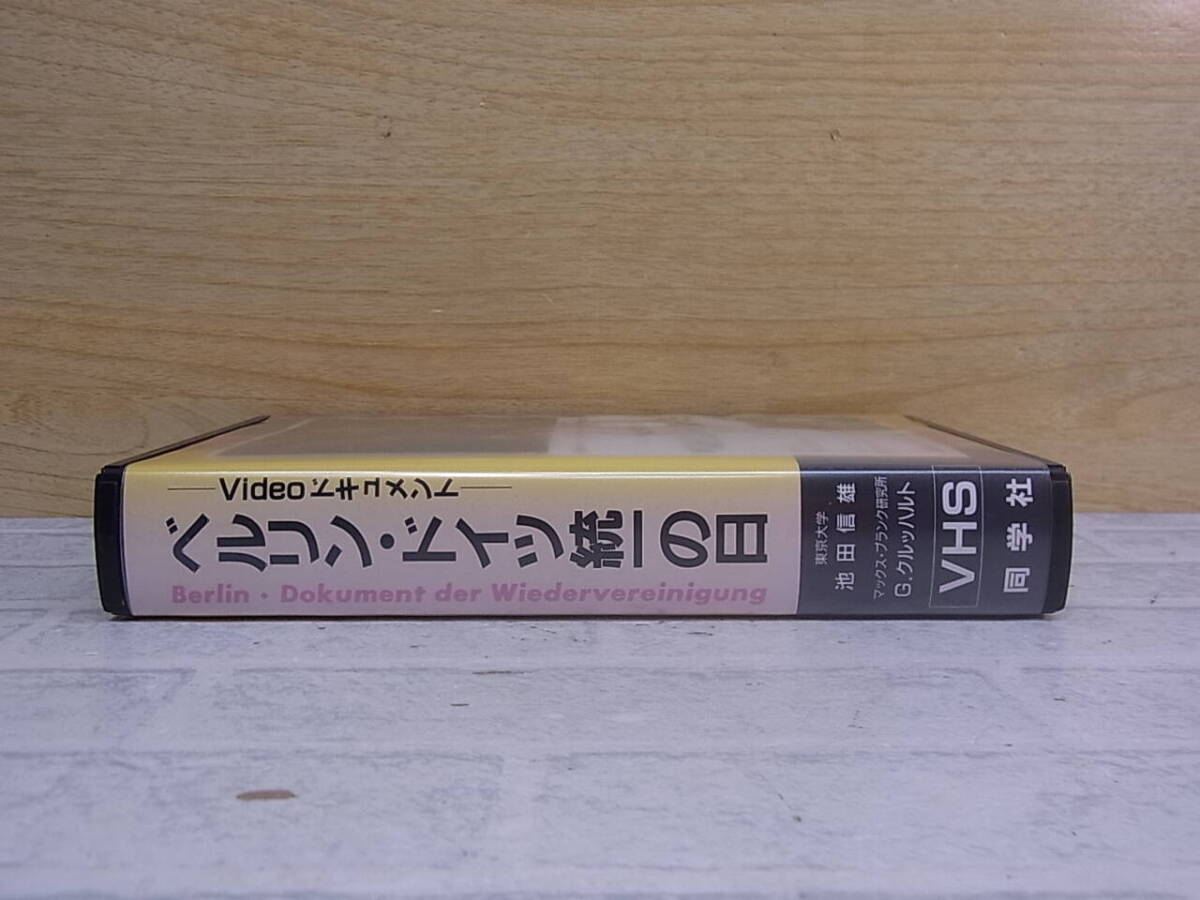 Videoドキュメント
ベルリン・ドイツ統一の日
Berlin・Dokument der Wiedervereinigung
東京大学
池田信雄
マックス・プランク研究所
G.クルッハルト
VHS
同学社